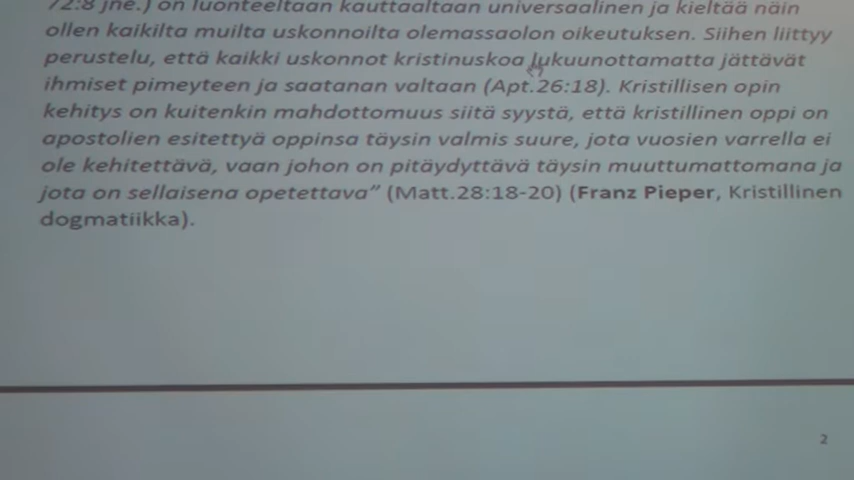 72:8 jne.) on luonteeltaan kauttaaltaan universaalinen ja kieltää näin
ollen kaikilta muilta uskonnoilta olemassaolon oikeutuksen. Siihen liittyy
perustelu, että kaikki uskonnot kristinuskoa lukuunottamatta jättävät
ihmiset pimeyteen ja saatanan valtaan (Apt.26:18). Kristillisen opin
kehitys on kuitenkin mahdottomuus siitä syystä, että kristillinen oppi on
apostolien esitettyä oppinsa täysin valmis suure, jota vuosien varrella ei
ole kehitettävä, vaan johon on pitäydyttävä täysin muuttumattomana ja
jota on sellaisena opetettava” (Matt.28:18-20) (Franz Pieper, Kristillinen
dogmatiikka).
2